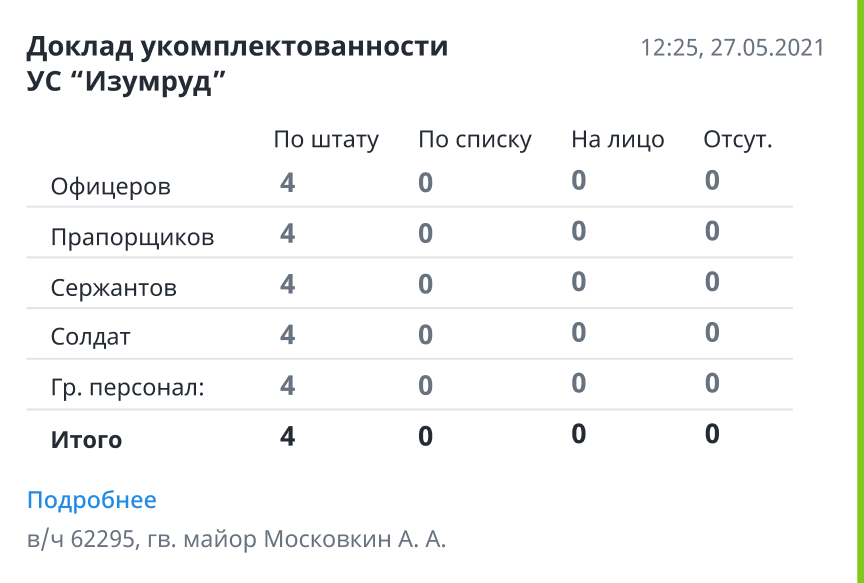 Доклад укомплектованности 12:25, 27.05.2021
УС “Изумруд”
По штату По списку На лицо Отсут.
Офицеров 4 0 0 0
Прапорщиков 4 0 0 0
Сержантов 4 0 0 0
Солдат 4 0 0 0
Гр. персонал: 4 0 0 0
Итого 4 0 0 0
Подробнее
в/ч 62295, гв. майор Московкин А. А.